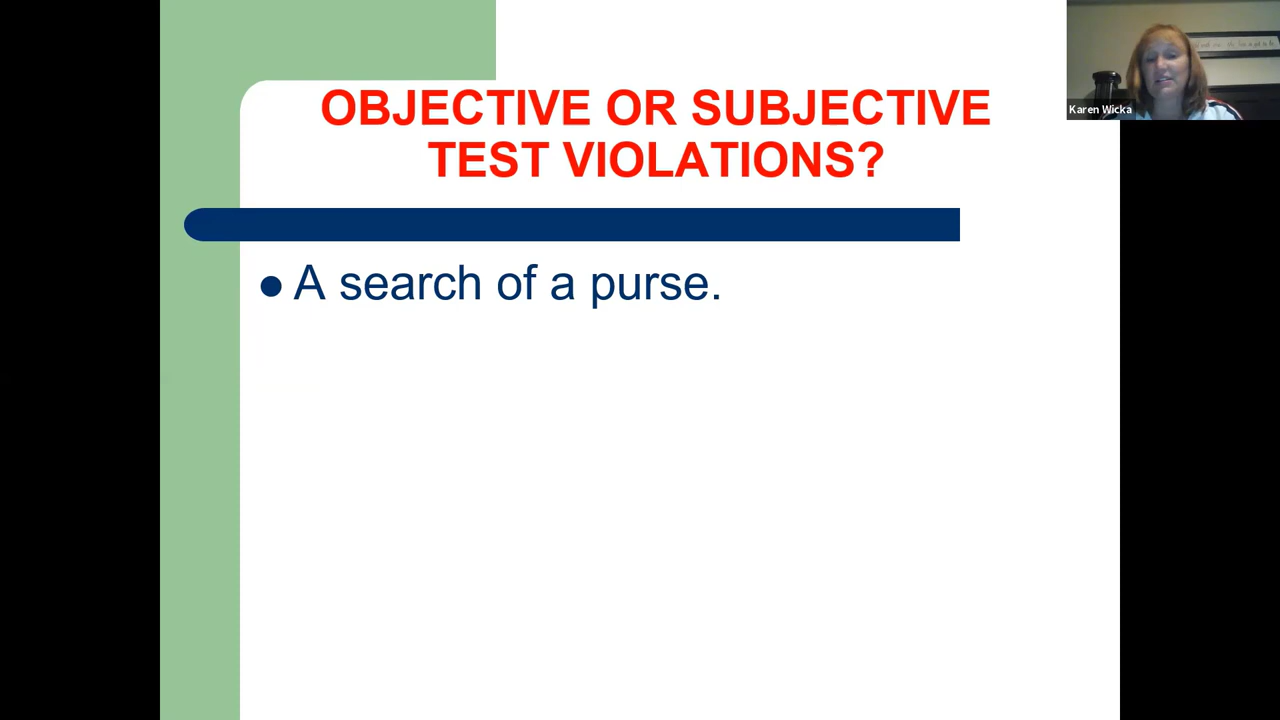 OBJECTIVE OR SUBJECTIVE
TEST VIOLATIONS?
Karen Wicka
● A search of a purse.